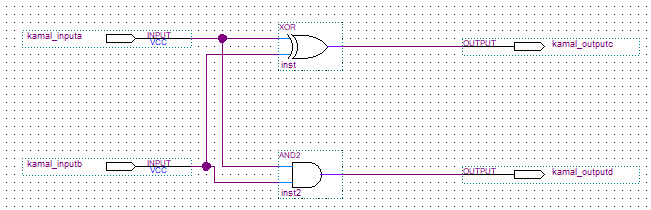 XOR
kamal_inputa INPUT VCC
OUTPUT kamal_outputc
inst
AND2
kamal_inputb INPUT VCC
OUTPUT kamal_outputd
inst2